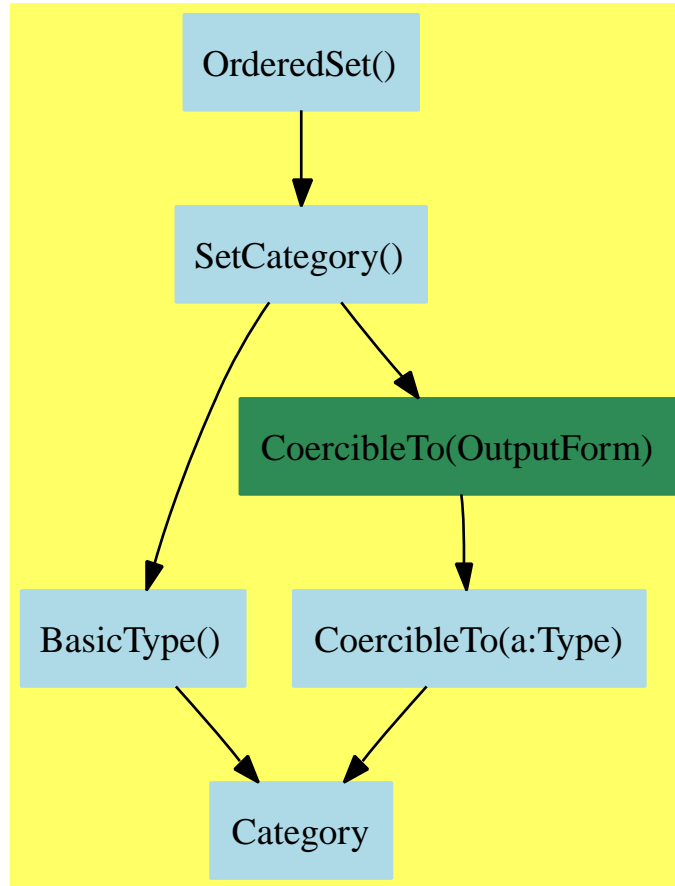 OrderedSet()
SetCategory()
CoercibleTo(OutputForm)
BasicType()
CoercibleTo(a:Type)
Category